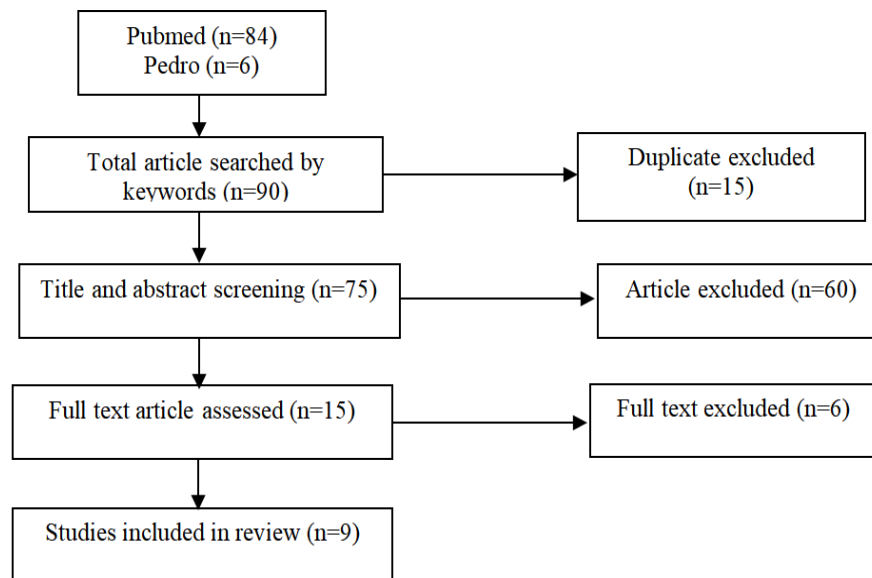 Pubmed (n=84)
Pedro (n=6)
Total article searched by
keywords (n=90)
Duplicate excluded
(n=15)
Title and abstract screening (n=75)
Article excluded (n=60)
Full text article assessed (n=15)
Full text excluded (n=6)
Studies included in review (n=9)